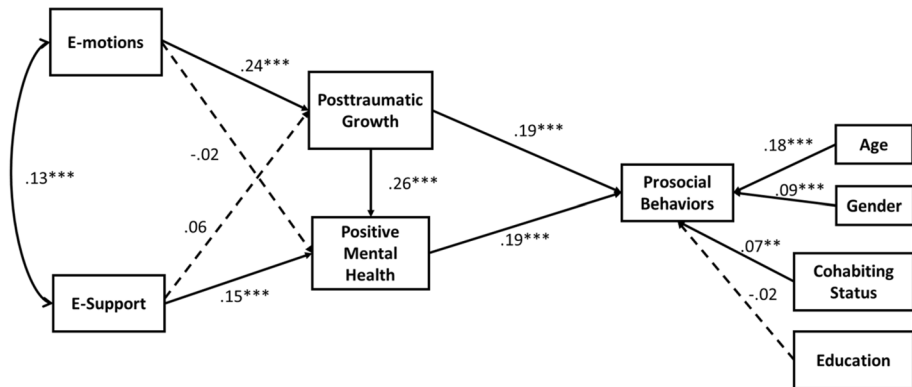 E-motions
.24***
Posttraumatic
Growth
-.02
.13***
.26***
.19***
.06
Positive
Mental
Health
E-Support
.15***
.19***
Prosocial
Behaviors
.18***
Age
.09***
Gender
.07**
Cohabiting
Status
-.02
Education